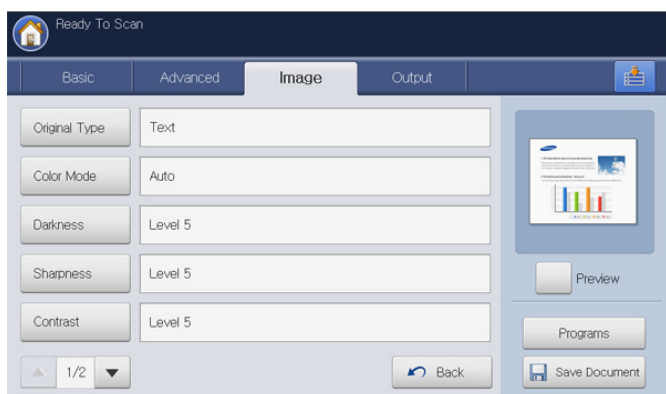 Ready To Scan
Basic
Advanced
Image
Output
Original Type
Text
Color Mode
Auto
Darkness
Level 5
Sharpness
Level 5
Contrast
Level 5
1/2
Back
Preview
Programs
Save Document